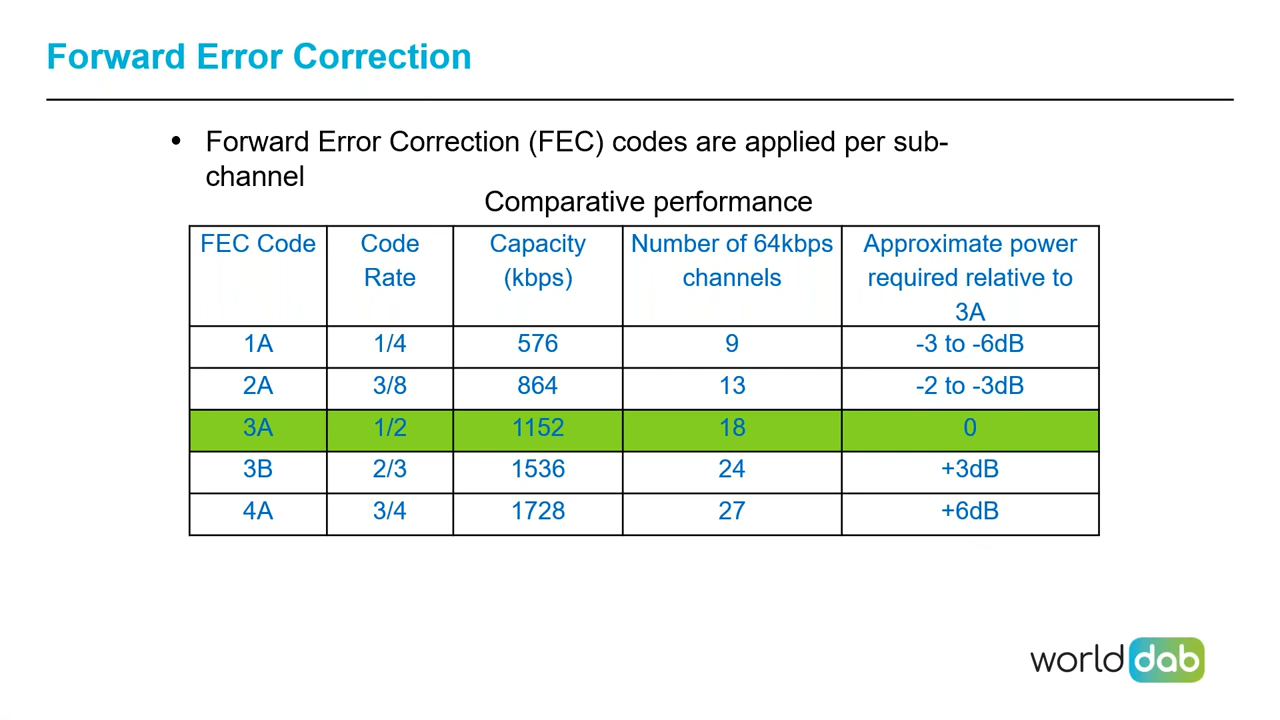 Forward Error Correction
• Forward Error Correction (FEC) codes are applied per sub-
channel
Comparative performance
FEC Code | Code Rate | Capacity (kbps) | Number of 64kbps channels | Approximate power required relative to 3A
1A | 1/4 | 576 | 9 | -3 to -6dB
2A | 3/8 | 864 | 13 | -2 to -3dB
3A | 1/2 | 1152 | 18 | 0
3B | 2/3 | 1536 | 24 | +3dB
4A | 3/4 | 1728 | 27 | +6dB
world dab